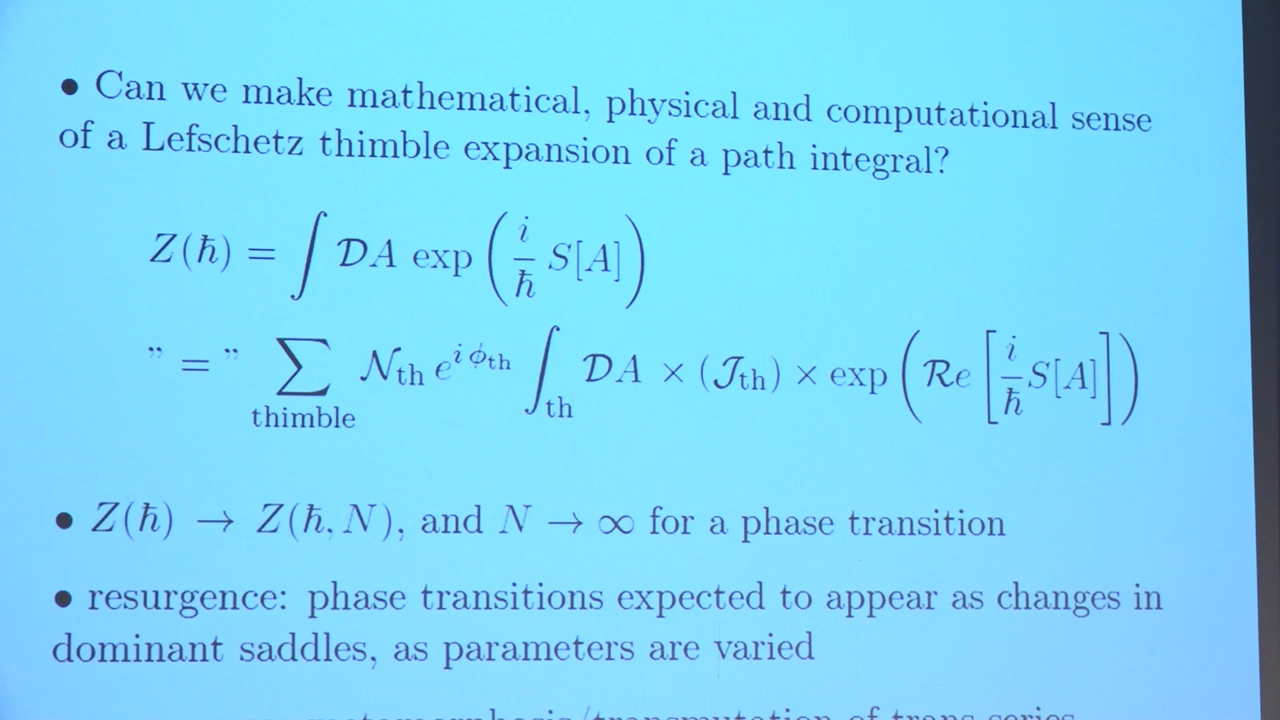 • Can we make mathematical, physical and computational sense
of a Lefschetz thimble expansion of a path integral?
Z(ℏ) = ∫ 𝒟A exp ( i/ℏ S[A] )
" = " ∑_thimble 𝒩_th e^{i ϕ_th} ∫_th 𝒟A × (𝒥_th) × exp ( ℛe [ i/ℏ S[A] ] )
• Z(ℏ) → Z(ℏ, N), and N → ∞ for a phase transition
• resurgence: phase transitions expected to appear as changes in
dominant saddles, as parameters are varied